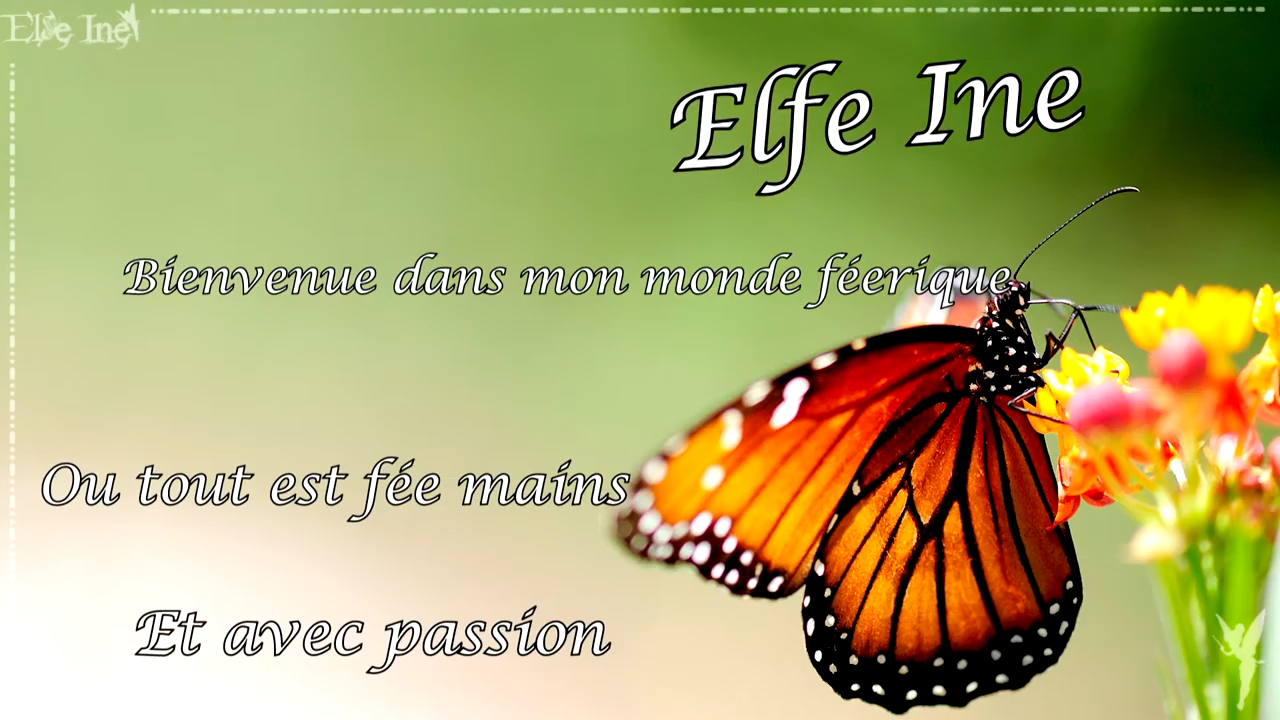 Elfe Ine
Elfe Ine
Bienvenue dans mon monde féerique
Ou tout est fée mains
Et avec passion